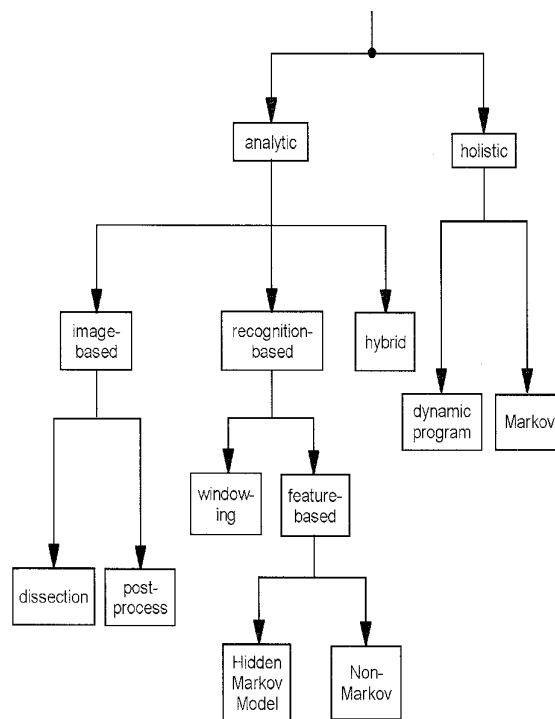 analytic
holistic
image-
based
recognition-
based
hybrid
dynamic
program
Markov
window-
ing
feature-
based
dissection
post-
process
Hidden
Markov
Model
Non-
Markov